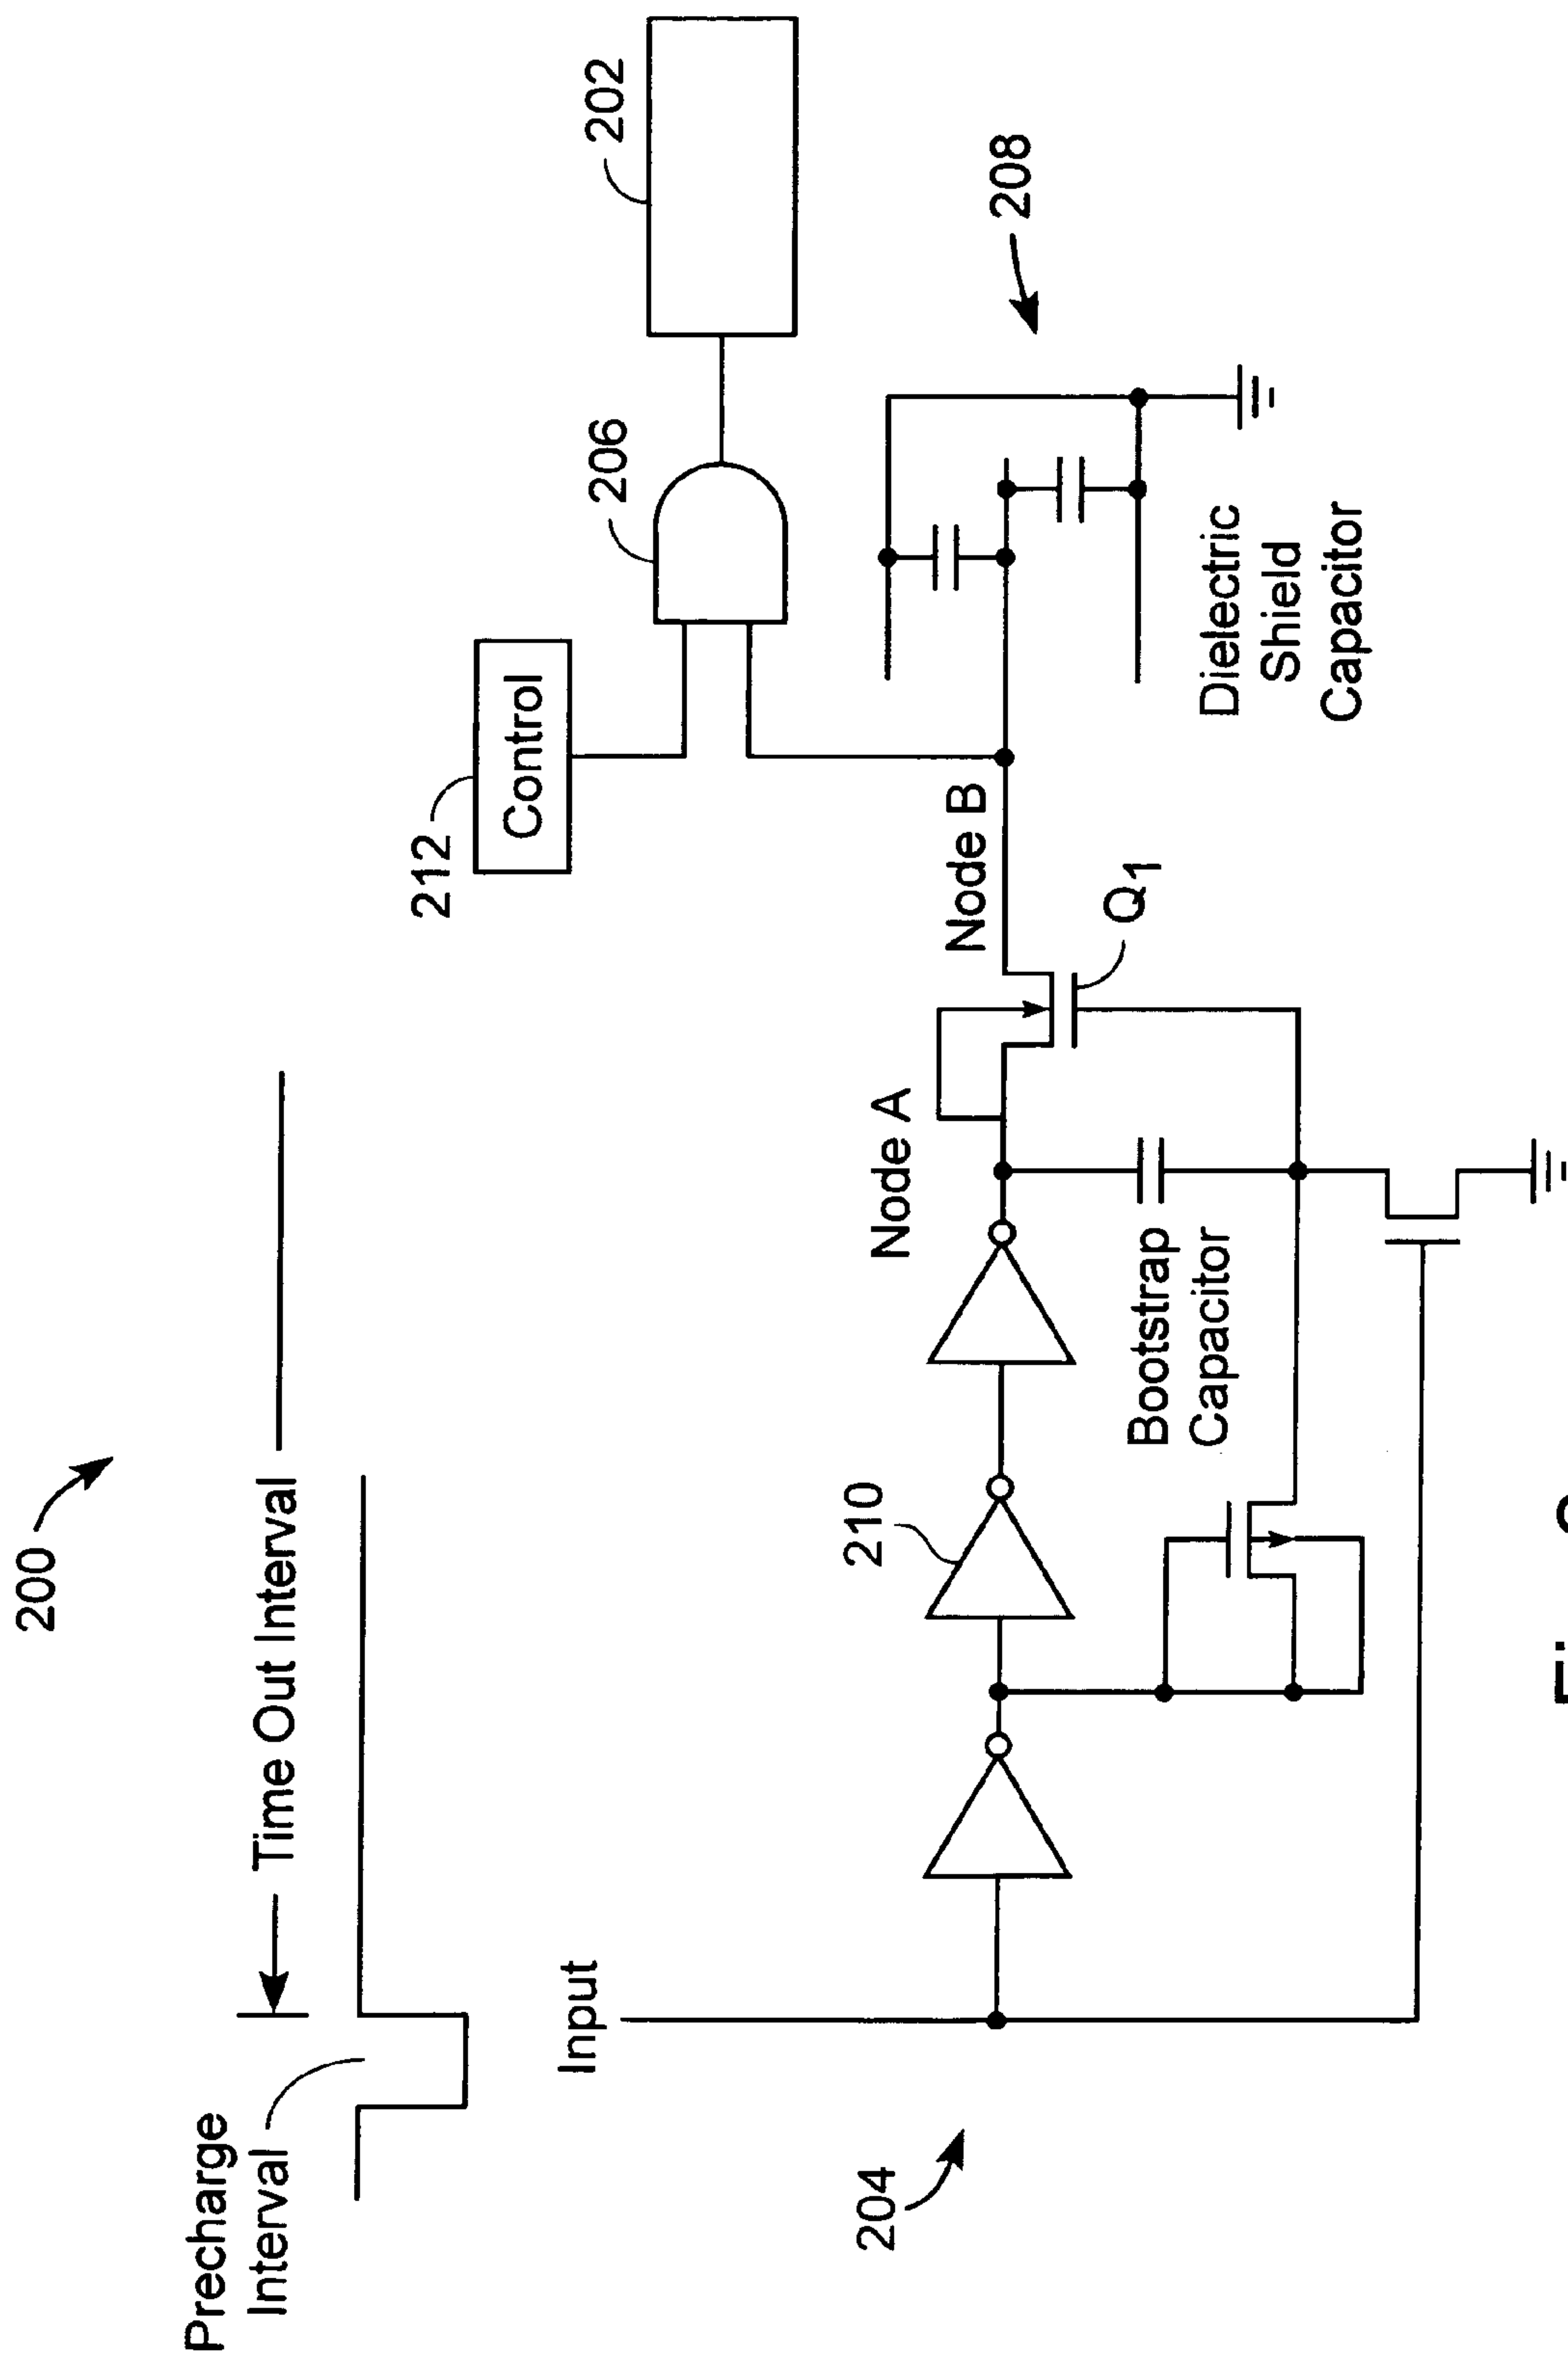 200
Precharge
Interval
Time Out Interval
Input
204
210
Node A
Bootstrap
Capacitor
Q1
Node B
212
Control
206
202
208
Dielectric
Shield
Capacitor